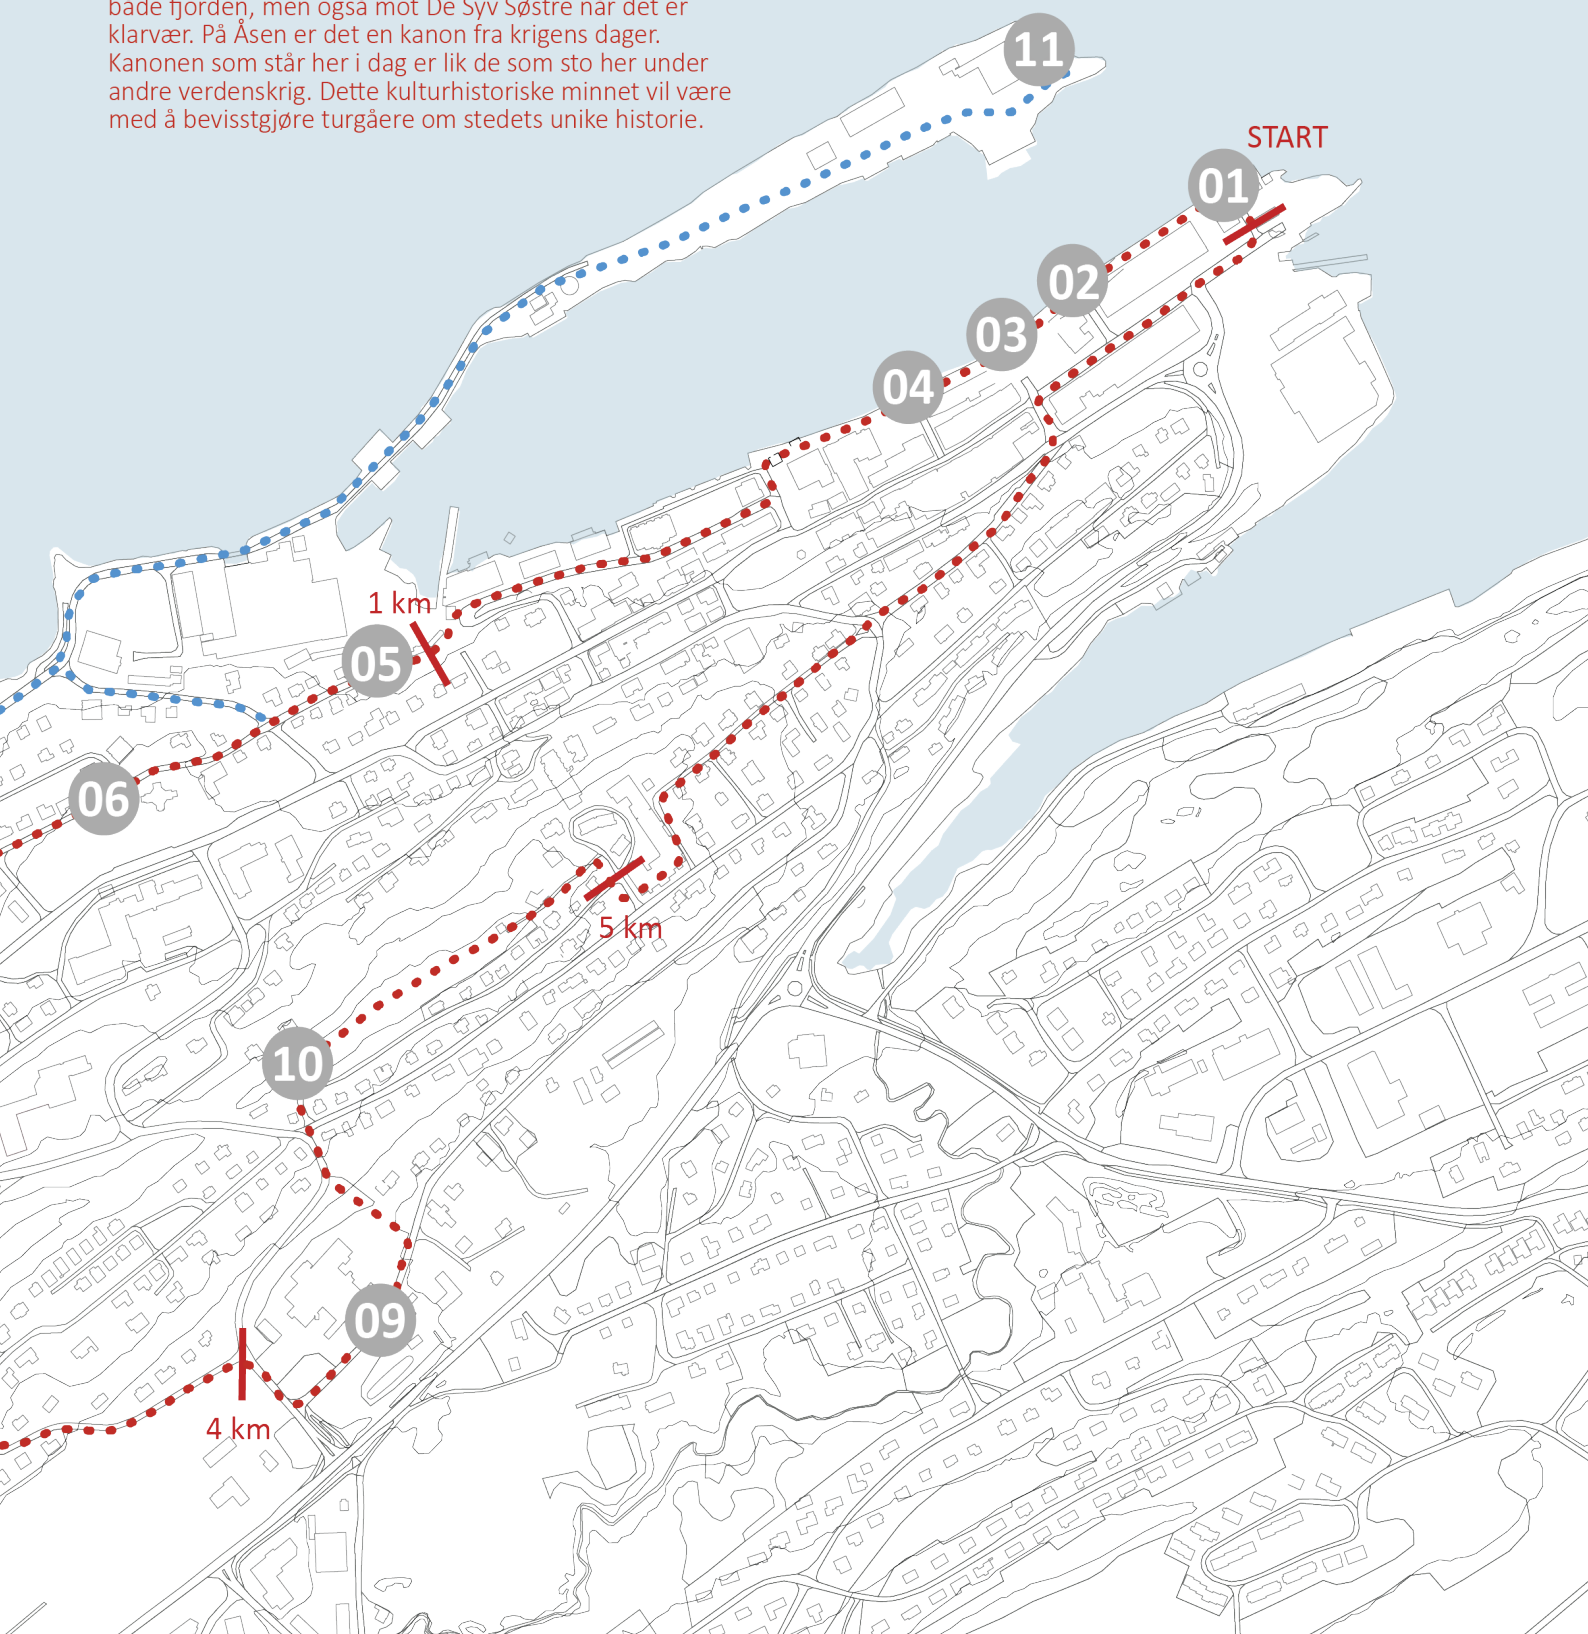 både fjorden, men også mot De Syv Søstre når det er
klarvær. På Åsen er det en kanon fra krigens dager.
Kanonen som står her i dag er lik de som sto her under
andre verdenskrig. Dette kulturhistoriske minnet vil være
med å bevisstgjøre turgåere om stedets unike historie.
11
START
01
02
03
04
1 km
05
06
5 km
10
09
4 km